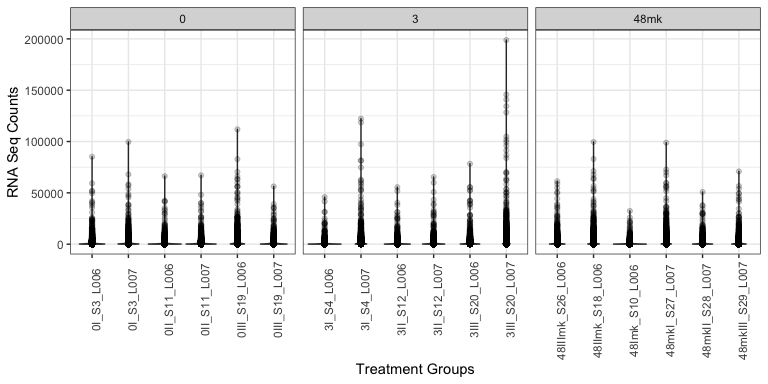 0 3 48mk
RNA Seq Counts
200000
150000
100000
50000
0
0I_S3_L006
0I_S3_L007
0II_S11_L006
0II_S11_L007
0III_S19_L006
0III_S19_L007
3I_S4_L006
3I_S4_L007
3II_S12_L006
3II_S12_L007
3III_S20_L006
3III_S20_L007
48IIImk_S26_L006
48IImk_S18_L006
48Imk_S10_L006
48mkI_S27_L007
48mkII_S28_L007
48mkIII_S29_L007
Treatment Groups